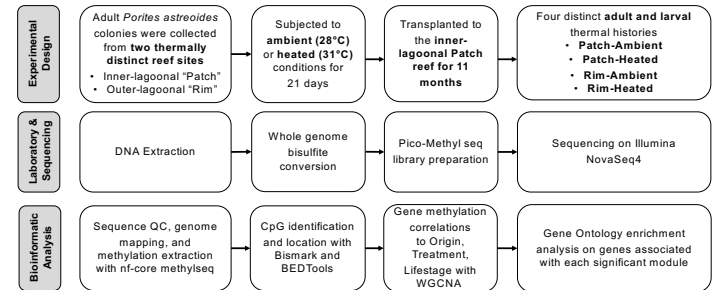 Experimental
Design
Adult Porites astreoides
colonies were collected
from two thermally
distinct reef sites
• Inner-lagoonal “Patch”
• Outer-lagoonal “Rim”
Subjected to
ambient (28°C)
or heated (31°C)
conditions for
21 days
Transplanted to
the inner-
lagoonal Patch
reef for 11
months
Four distinct adult and larval
thermal histories
• Patch-Ambient
• Patch-Heated
• Rim-Ambient
• Rim-Heated
Laboratory &
Sequencing
DNA Extraction
Whole genome
bisulfite
conversion
Pico-Methyl seq
library preparation
Sequencing on Illumina
NovaSeq4
Bioinformatic
Analysis
Sequence QC, genome
mapping, and
methylation extraction
with nf-core methylseq
CpG identification
and location with
Bismark and
BEDTools
Gene methylation
correlations
to Origin,
Treatment,
Lifestage with
WGCNA
Gene Ontology enrichment
analysis on genes associated
with each significant module